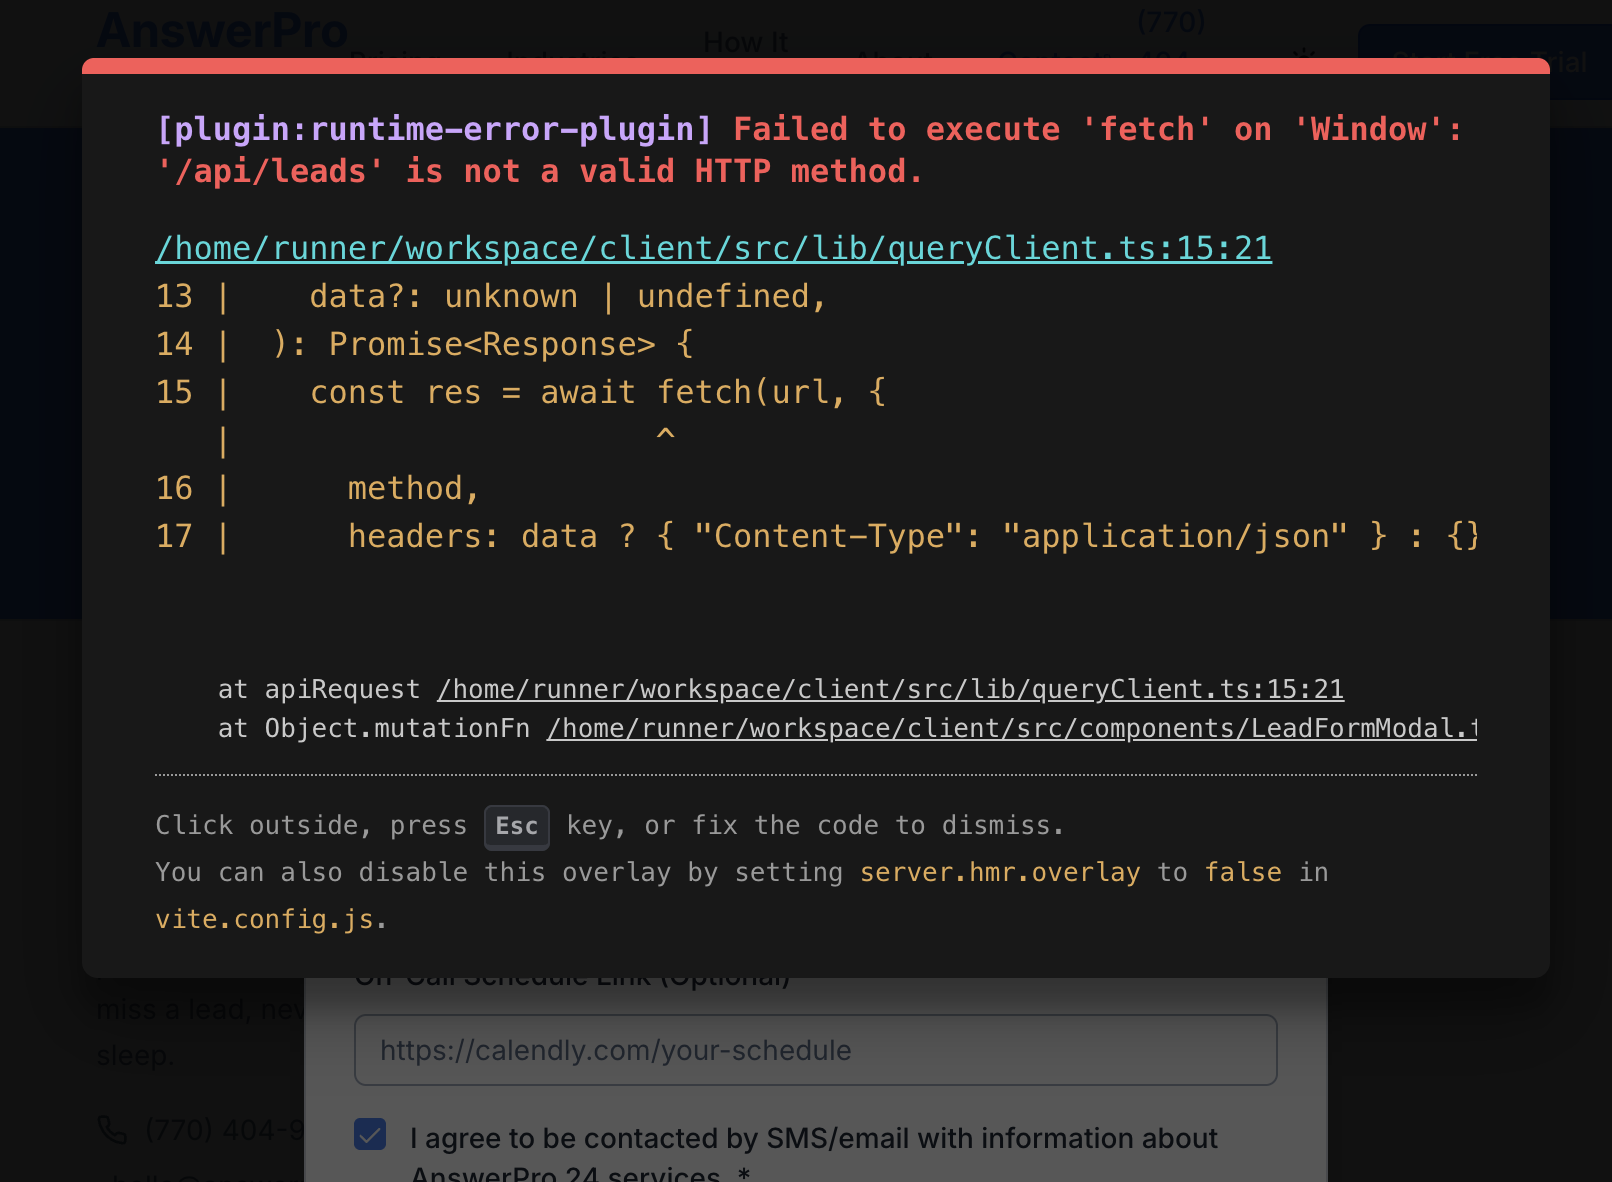 AnswerPro
(770)
How It
[plugin:runtime-error-plugin] Failed to execute 'fetch' on 'Window':
'/api/leads' is not a valid HTTP method.
/home/runner/workspace/client/src/lib/queryClient.ts:15:21
13 |    data?: unknown | undefined,
14 |  ): Promise<Response> {
15 |    const res = await fetch(url, {
   |                      ^
16 |      method,
17 |      headers: data ? { "Content-Type": "application/json" } : {}
at apiRequest /home/runner/workspace/client/src/lib/queryClient.ts:15:21
at Object.mutationFn /home/runner/workspace/client/src/components/LeadFormModal.t
Click outside, press Esc key, or fix the code to dismiss.
You can also disable this overlay by setting server.hmr.overlay to false in
vite.config.js.
Schedule Link (Optional)
miss a lead, nev
sleep.
https://calendly.com/your-schedule
(770) 404-9
I agree to be contacted by SMS/email with information about
AnswerPro 24 services. *